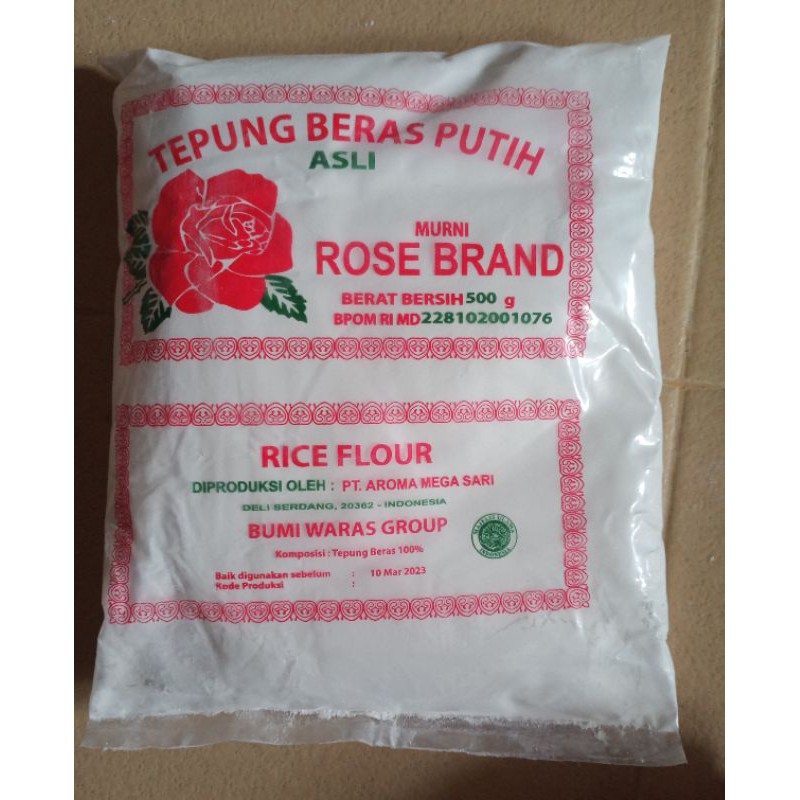 TEPUNG BERAS PUTIH
ASLI
MURNI
ROSE BRAND
BERAT BERSIH 500 g
BPOM RI MD 228102001076
RICE FLOUR
DIPRODUKSI OLEH : PT. AROMA MEGA SARI
DELI SERDANG, 20362 - INDONESIA
BUMI WARAS GROUP
Komposisi : Tepung Beras 100%
Baik digunakan sebelum : 10 Mar 2023
Kode Produksi :
INDONESIA